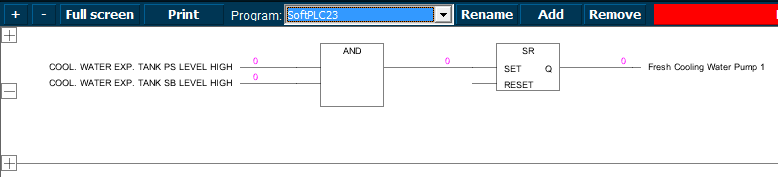 + - Full screen Print Program: SoftPLC23 Rename Add Remove
AND SR
COOL. WATER EXP. TANK PS LEVEL HIGH 0 0 SET Q 0 Fresh Cooling Water Pump 1
COOL. WATER EXP. TANK SB LEVEL HIGH 0 RESET